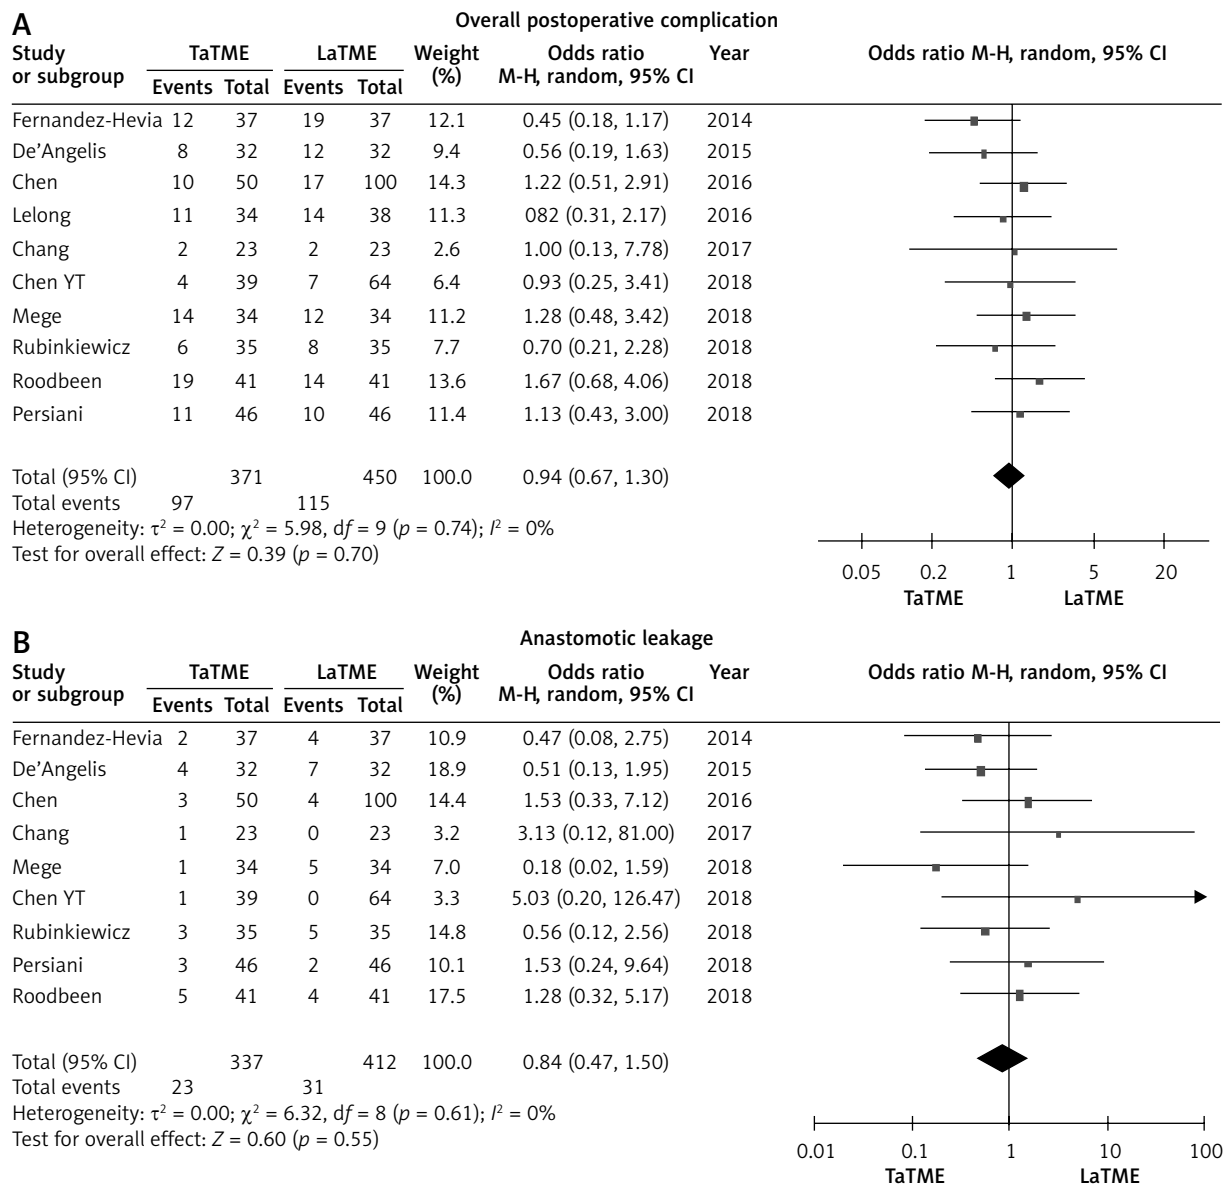 A
Overall postoperative complication
Study or subgroup TaTME LaTME Weight (%) Odds ratio M-H, random, 95% CI Year Odds ratio M-H, random, 95% CI
Events Total Events Total
Fernandez-Hevia 12 37 19 37 12.1 0.45 (0.18, 1.17) 2014
De’Angelis 8 32 12 32 9.4 0.56 (0.19, 1.63) 2015
Chen 10 50 17 100 14.3 1.22 (0.51, 2.91) 2016
Lelong 11 34 14 38 11.3 082 (0.31, 2.17) 2016
Chang 2 23 2 23 2.6 1.00 (0.13, 7.78) 2017
Chen YT 4 39 7 64 6.4 0.93 (0.25, 3.41) 2018
Mege 14 34 12 34 11.2 1.28 (0.48, 3.42) 2018
Rubinkiewicz 6 35 8 35 7.7 0.70 (0.21, 2.28) 2018
Roodbeen 19 41 14 41 13.6 1.67 (0.68, 4.06) 2018
Persiani 11 46 10 46 11.4 1.13 (0.43, 3.00) 2018
Total (95% CI) 371 450 100.0 0.94 (0.67, 1.30)
Total events 97 115
Heterogeneity: τ² = 0.00; χ² = 5.98, df = 9 (p = 0.74); I² = 0%
Test for overall effect: Z = 0.39 (p = 0.70)
0.05 0.2 1 5 20
TaTME LaTME
B
Anastomotic leakage
Study or subgroup TaTME LaTME Weight (%) Odds ratio M-H, random, 95% CI Year Odds ratio M-H, random, 95% CI
Events Total Events Total
Fernandez-Hevia 2 37 4 37 10.9 0.47 (0.08, 2.75) 2014
De’Angelis 4 32 7 32 18.9 0.51 (0.13, 1.95) 2015
Chen 3 50 4 100 14.4 1.53 (0.33, 7.12) 2016
Chang 1 23 0 23 3.2 3.13 (0.12, 81.00) 2017
Mege 1 34 5 34 7.0 0.18 (0.02, 1.59) 2018
Chen YT 1 39 0 64 3.3 5.03 (0.20, 126.47) 2018
Rubinkiewicz 3 35 5 35 14.8 0.56 (0.12, 2.56) 2018
Persiani 3 46 2 46 10.1 1.53 (0.24, 9.64) 2018
Roodbeen 5 41 4 41 17.5 1.28 (0.32, 5.17) 2018
Total (95% CI) 337 412 100.0 0.84 (0.47, 1.50)
Total events 23 31
Heterogeneity: τ² = 0.00; χ² = 6.32, df = 8 (p = 0.61); I² = 0%
Test for overall effect: Z = 0.60 (p = 0.55)
0.01 0.1 1 10 100
TaTME LaTME